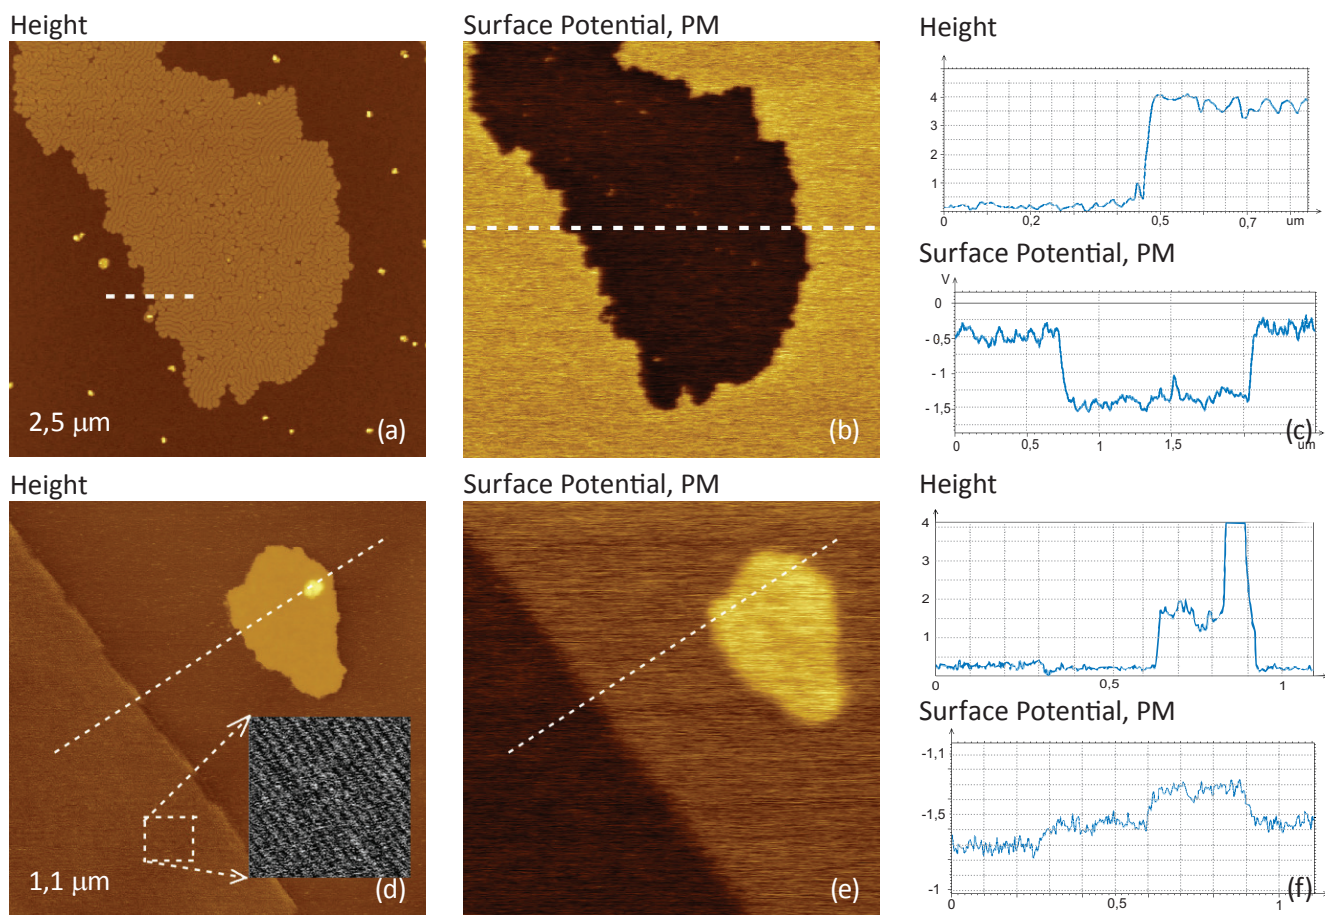 Height
Surface Potential, PM
Height
2,5 µm
(a)
(b)
4
3
2
1
0
0,2
0,5
0,7
um
Surface Potential, PM
V
0
- 0,5
- 1
- 1,5
0
0,5
1
1,5
um
(c)
Height
Surface Potential, PM
Height
1,1 µm
(d)
(e)
4
3
2
1
0
0,5
1
Surface Potential, PM
-1,1
-1,5
-1
0
0,5
1
(f)